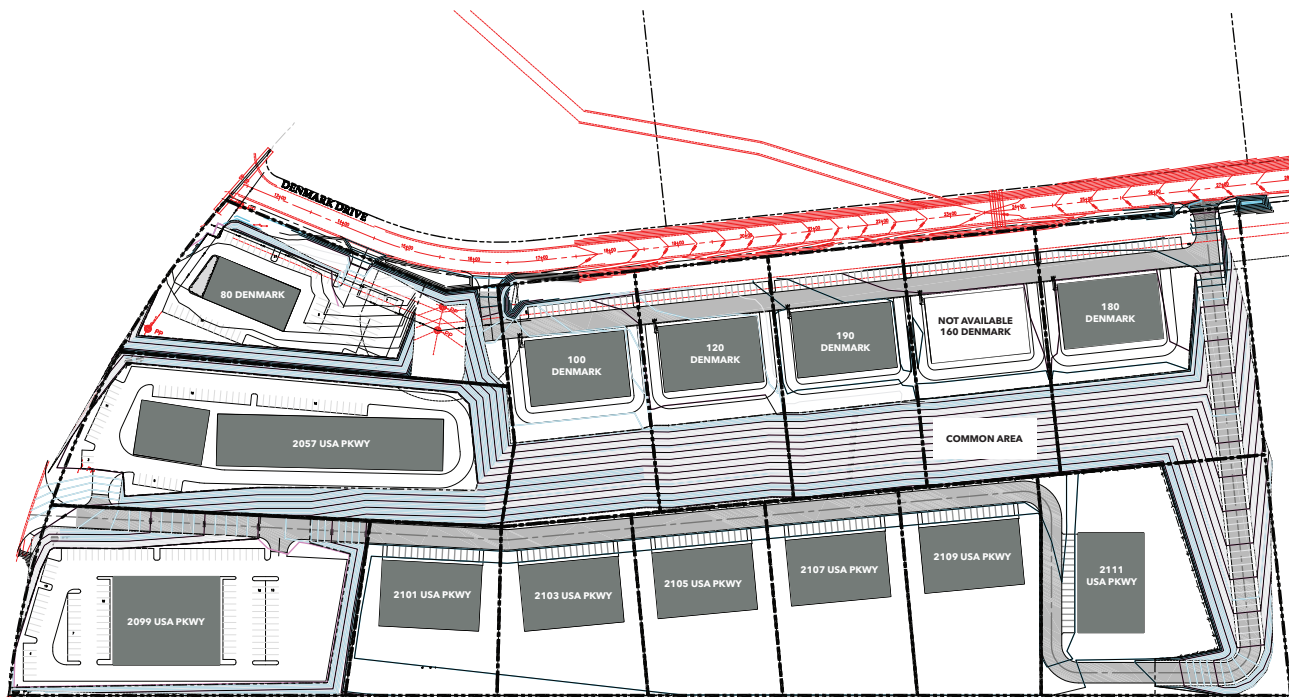 DENMARK DRIVE
80 DENMARK
100
DENMARK
120
DENMARK
190
DENMARK
NOT AVAILABLE
160 DENMARK
180
DENMARK
2057 USA PKWY
COMMON AREA
2099 USA PKWY
2101 USA PKWY
2103 USA PKWY
2105 USA PKWY
2107 USA PKWY
2109 USA PKWY
2111
USA PKWY